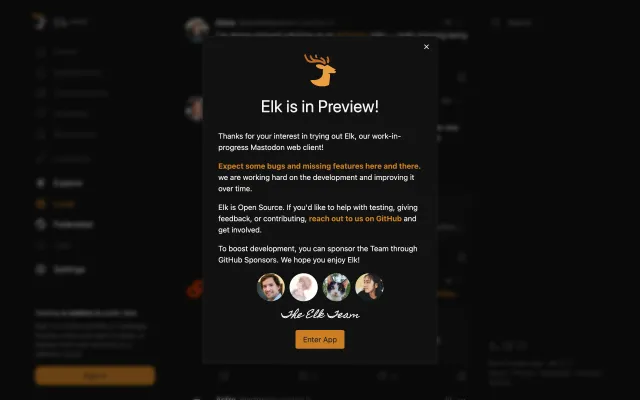 Elk is in Preview!
Thanks for your interest in trying out Elk, our work-in-
progress Mastodon web client!
Expect some bugs and missing features here and there.
we are working hard on the development and improving it
over time.
Elk is Open Source. If you'd like to help with testing, giving
feedback, or contributing, reach out to us on GitHub and
get involved.
To boost development, you can sponsor the Team through
GitHub Sponsors. We hope you enjoy Elk!
The Elk Team
Enter App
Explore
Local
Federated
Settings